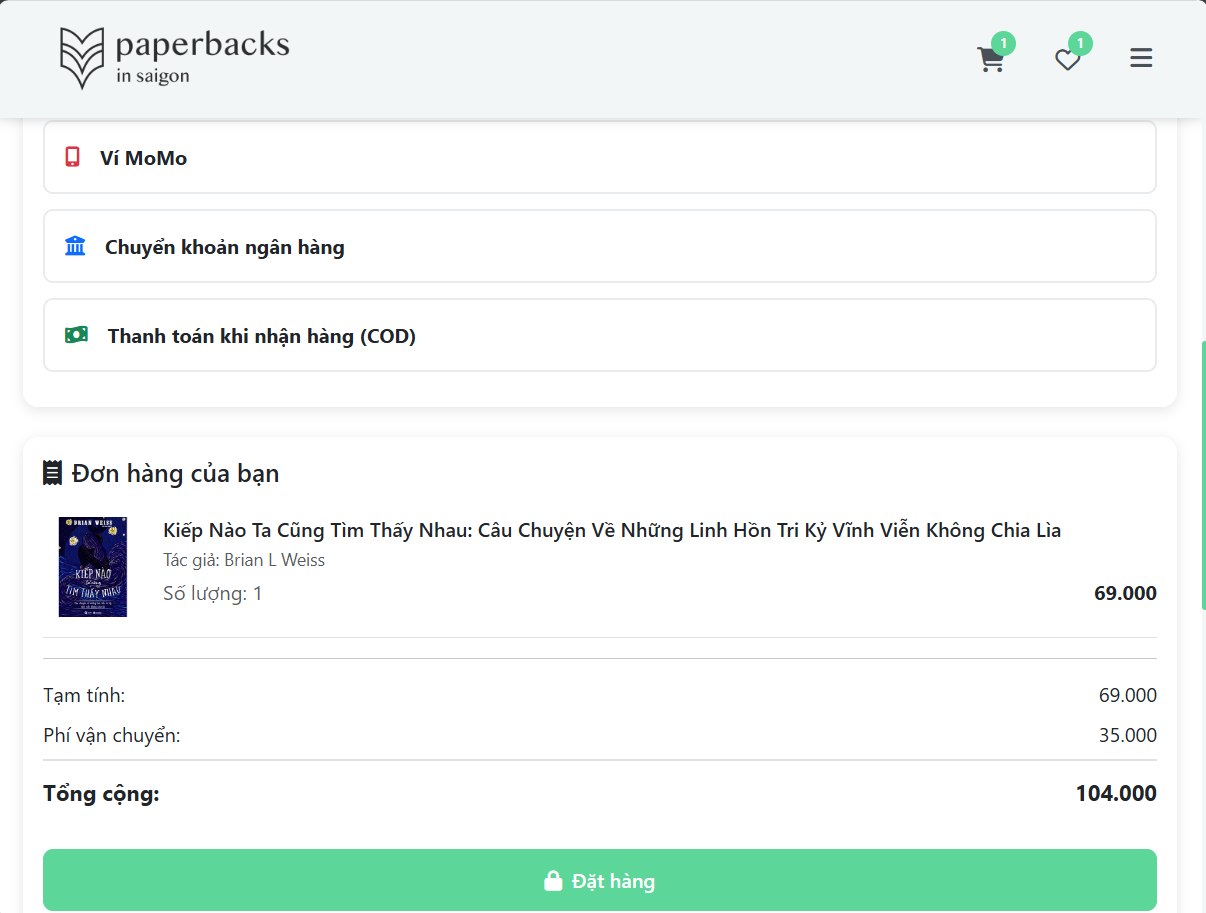 paperbacks
in saigon
1
1
Ví MoMo
Chuyển khoản ngân hàng
Thanh toán khi nhận hàng (COD)
Đơn hàng của bạn
BRIAN WEISS
KIẾP NÀO
TÌM THẤY NHAU
Kiếp Nào Ta Cũng Tìm Thấy Nhau: Câu Chuyện Về Những Linh Hồn Tri Kỷ Vĩnh Viễn Không Chia Lìa
Tác giả: Brian L Weiss
Số lượng: 1
69.000
Tạm tính:
69.000
Phí vận chuyển:
35.000
Tổng cộng:
104.000
Đặt hàng